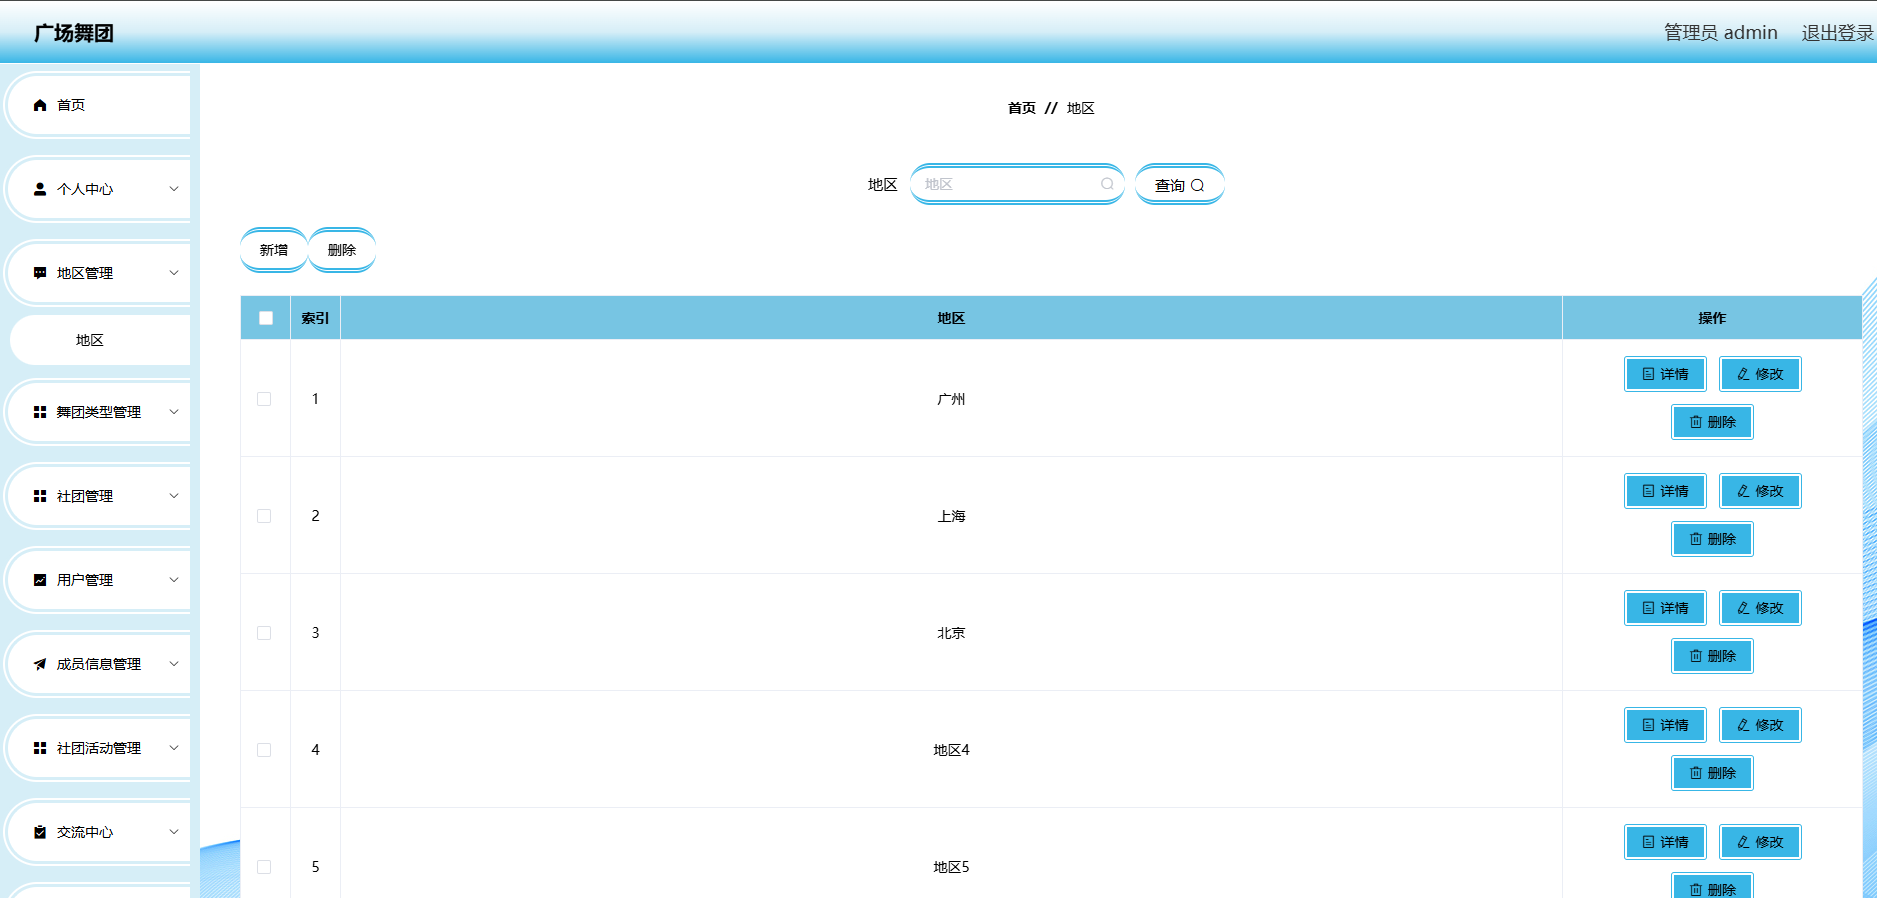 广场舞团
管理员 admin 退出登录
首页
个人中心
地区管理
地区
舞团类型管理
社团管理
用户管理
成员信息管理
社团活动管理
交流中心
首页 // 地区
地区 地区 查询
新增 删除
索引 地区 操作
1 广州 详情 修改
删除
2 上海 详情 修改
删除
3 北京 详情 修改
删除
4 地区4 详情 修改
删除
5 地区5 详情 修改
删除